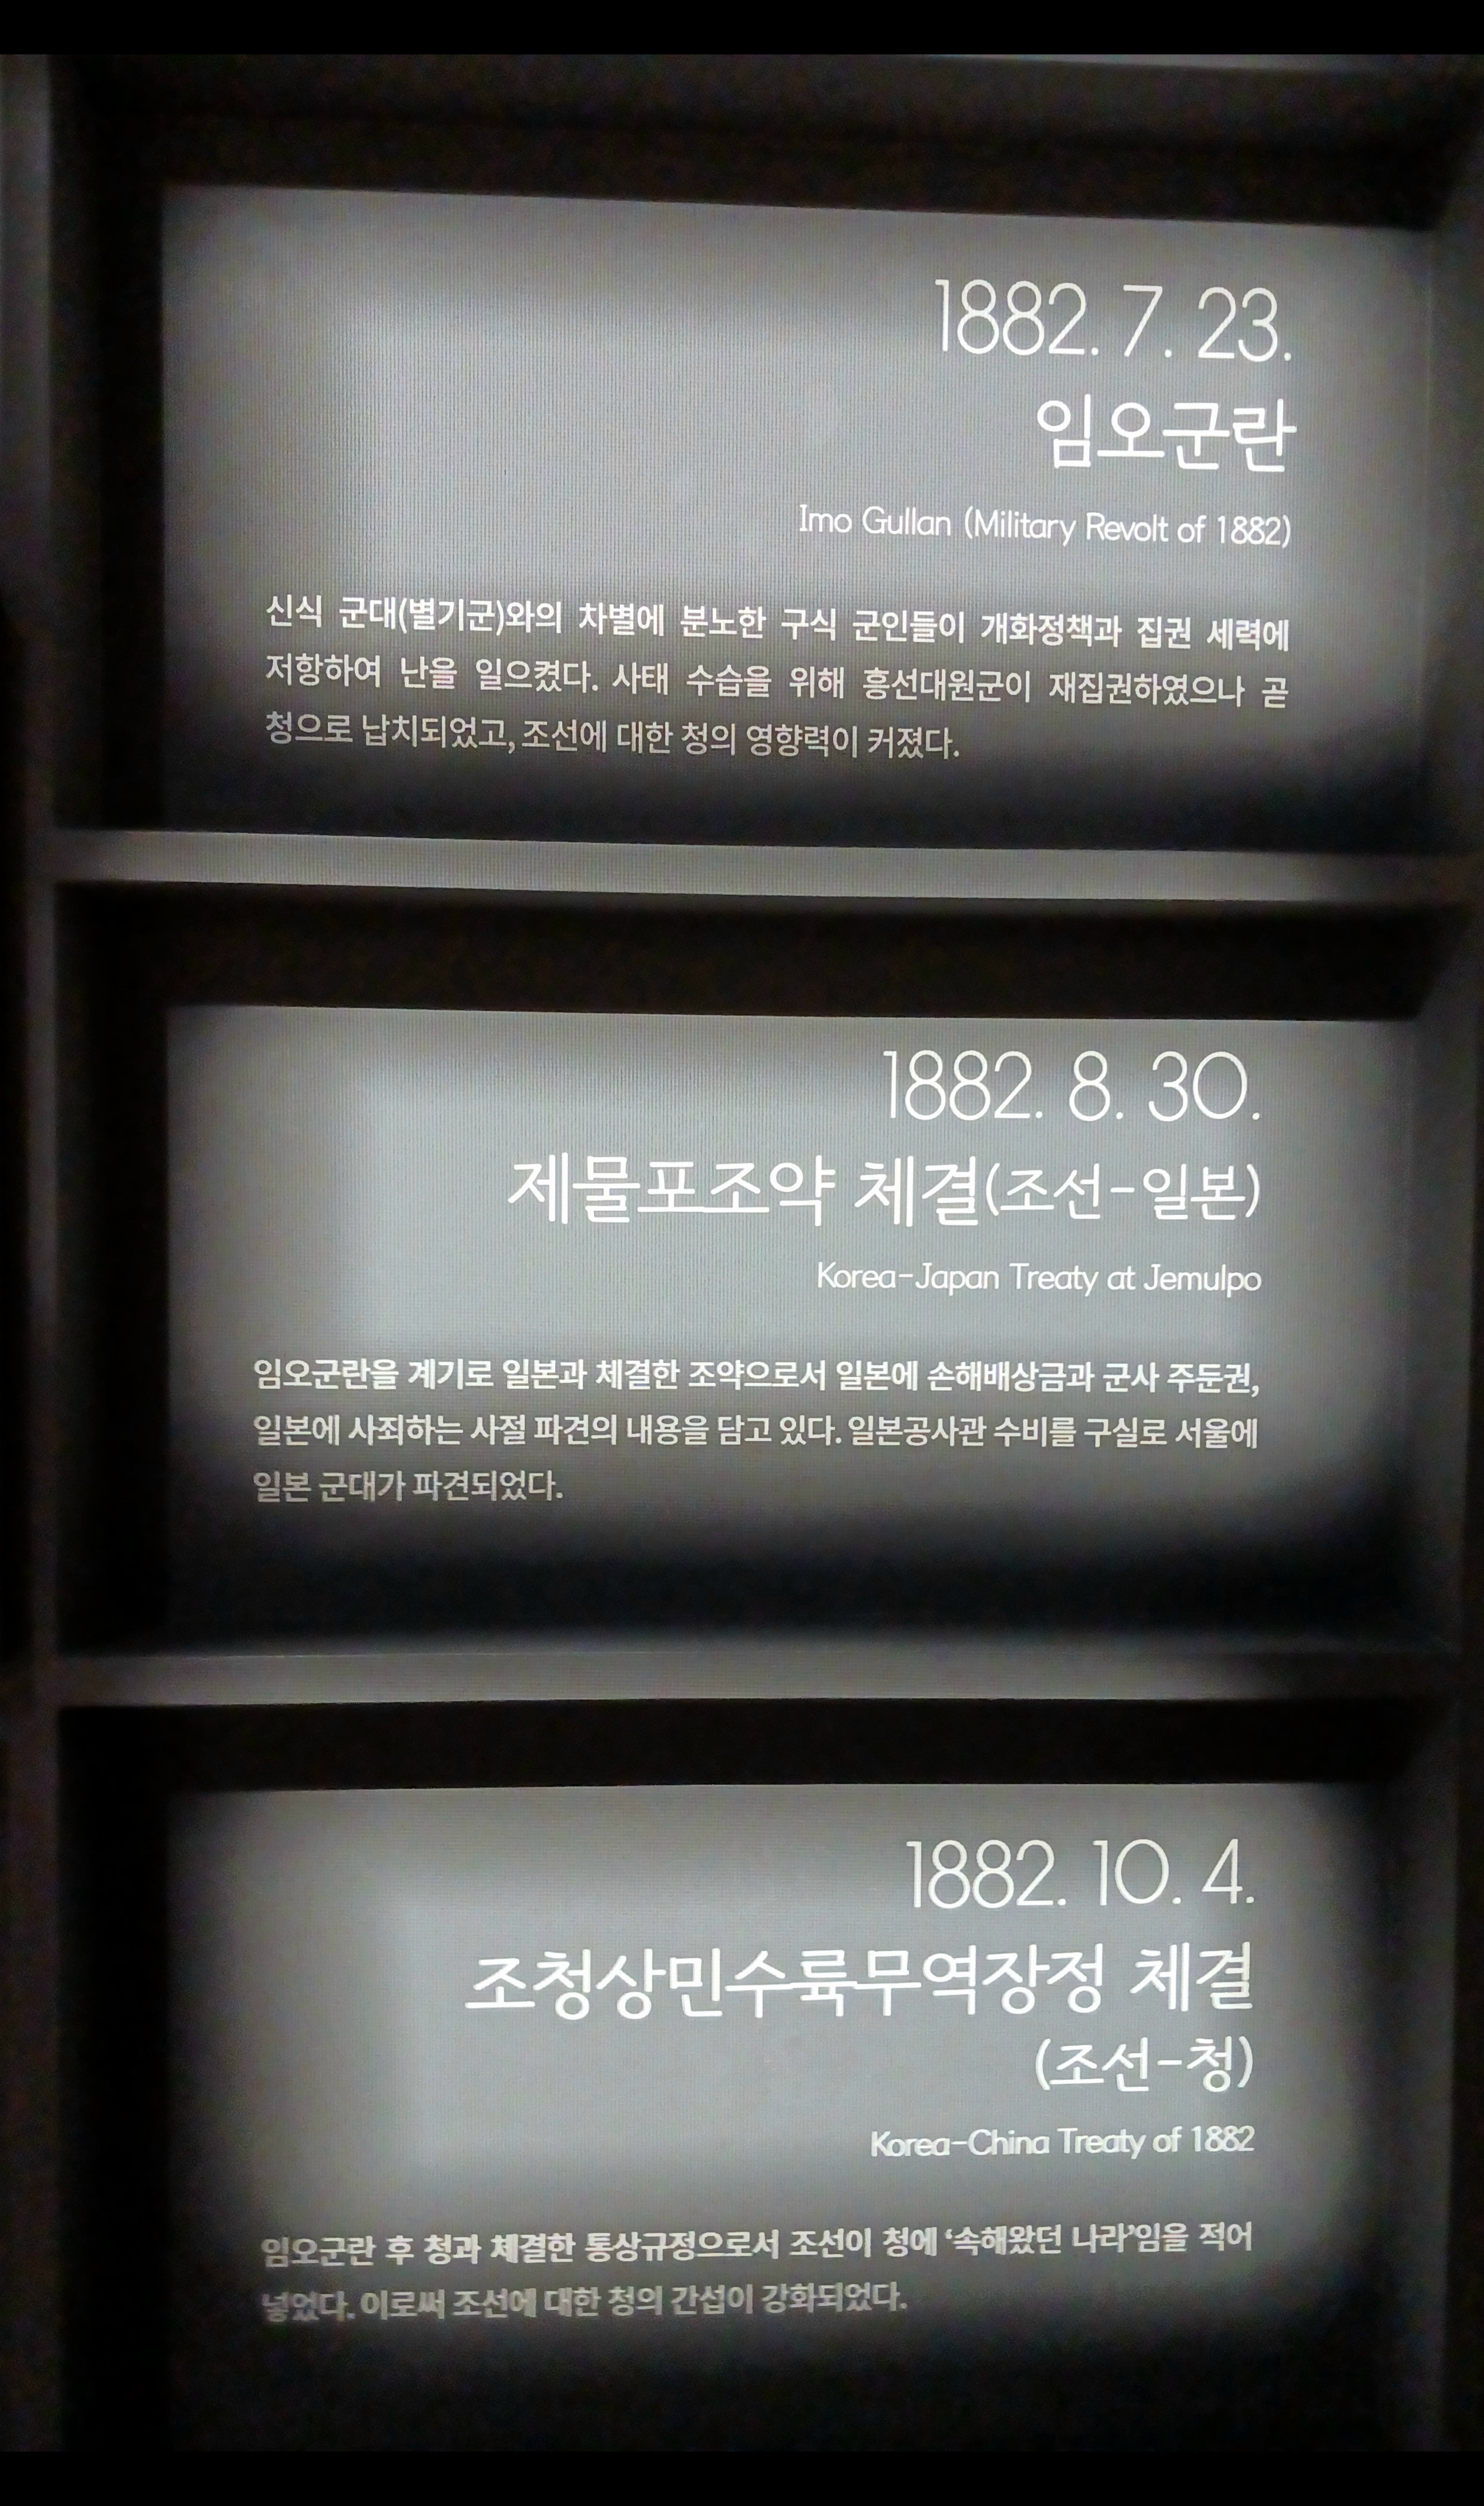 1882. 7. 23.
임오군란
Imo Gullan (Military Revolt of 1882)
신식 군대(별기군)와의 차별에 분노한 구식 군인들이 개화정책과 집권 세력에
저항하여 난을 일으켰다. 사태 수습을 위해 흥선대원군이 재집권하였으나 곧
청으로 납치되었고, 조선에 대한 청의 영향력이 커졌다.
1882. 8. 30.
제물포조약 체결(조선-일본)
Korea-Japan Treaty at Jemulpo
임오군란을 계기로 일본과 체결한 조약으로서 일본에 손해배상금과 군사 주둔권,
일본에 사죄하는 사절 파견의 내용을 담고 있다. 일본공사관 수비를 구실로 서울에
일본 군대가 파견되었다.
1882. 10. 4.
조청상민수륙무역장정 체결
(조선-청)
Korea-China Treaty of 1882
임오군란 후 청과 체결한 통상규정으로서 조선이 청에 ‘속해왔던 나라’임을 적어
넣었다. 이로써 조선에 대한 청의 간섭이 강화되었다.